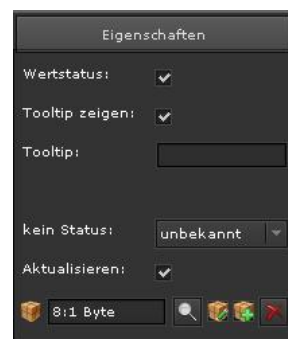 Eigenschaften
Wertstatus:
Tooltip zeigen:
Tooltip:
kein Status: unbekannt
Aktualisieren:
8:1 Byte